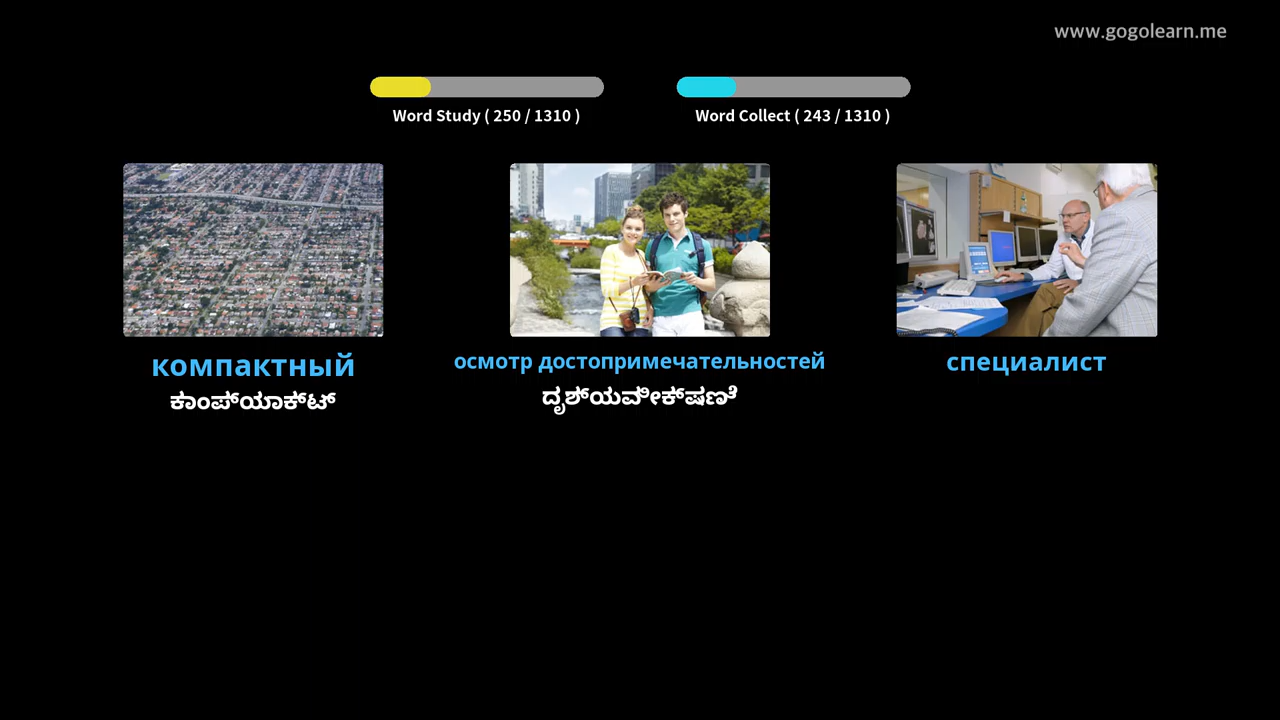 www.gogolearn.me
Word Study ( 250 / 1310 )
Word Collect ( 243 / 1310 )
компактный
ಕಾಂಪ್‌ಯಾಕ್‌ಟ್
осмотр достопримечательностей
ದೃಶ್‌ಯವೀಕ್‌ಷಣೆ
специалист